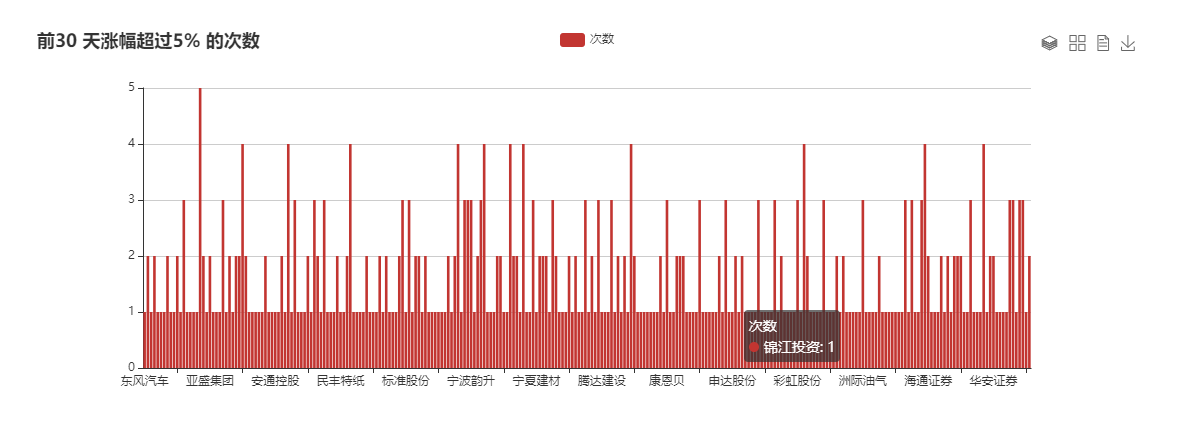 前30 天涨幅超过5% 的次数
次数
5
4
3
2
1
0
次数
锦江投资: 1
东风汽车 亚盛集团 安通控股 民丰特纸 标准股份 宁波韵升 宁夏建材 腾达建设 康恩贝 申达股份 彩虹股份 洲际油气 海通证券 华安证券